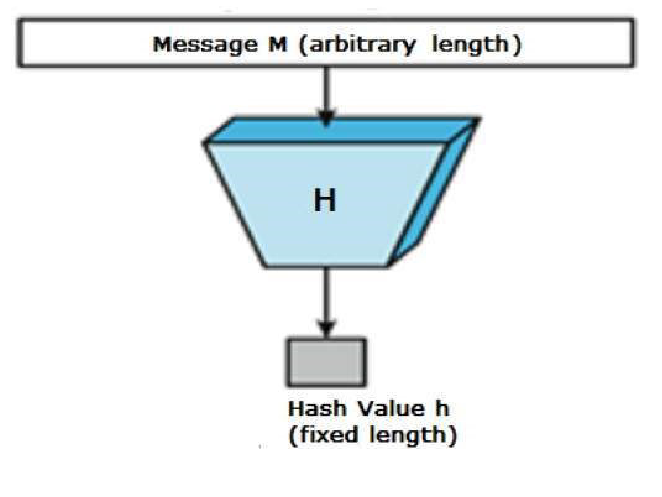 Message M (arbitrary length)
H
Hash Value h
(fixed length)